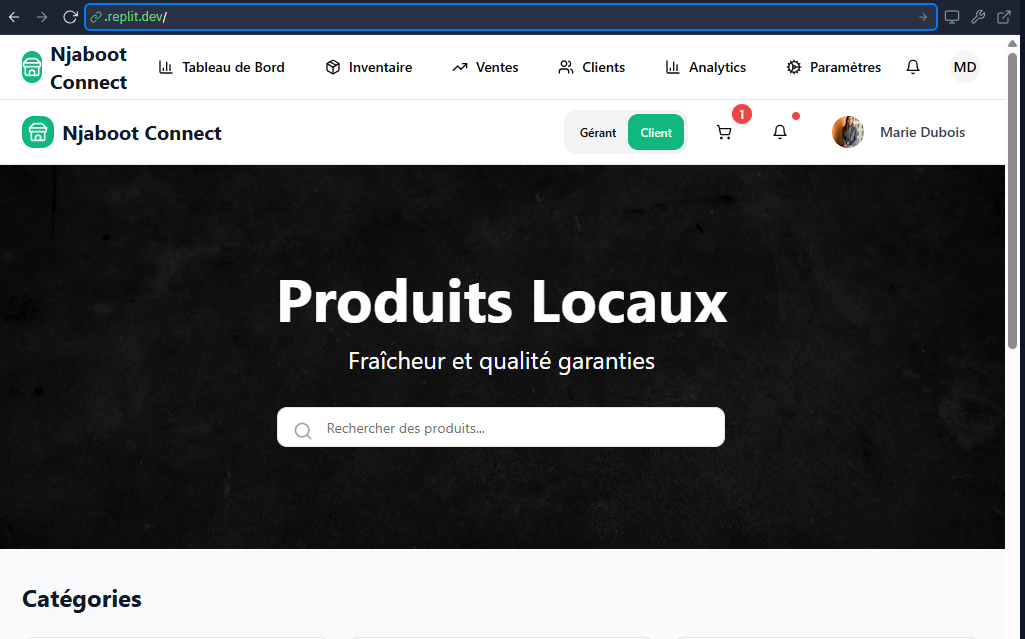 .replit.dev/
Njaboot Connect
Tableau de Bord
Inventaire
Ventes
Clients
Analytics
Paramètres
MD
Njaboot Connect
Gérant
Client
1
Marie Dubois
Produits Locaux
Fraîcheur et qualité garanties
Rechercher des produits...
Catégories